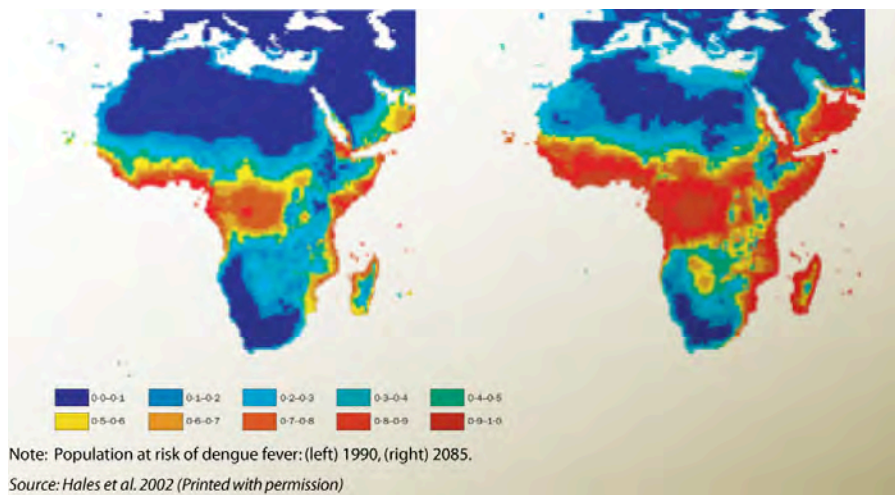 0·0–0·1 0·1–0·2 0·2–0·3 0·3–0·4 0·4–0·5
0·5–0·6 0·6–0·7 0·7–0·8 0·8–0·9 0·9–1·0
Note: Population at risk of dengue fever: (left) 1990, (right) 2085.
Source: Hales et al. 2002 (Printed with permission)